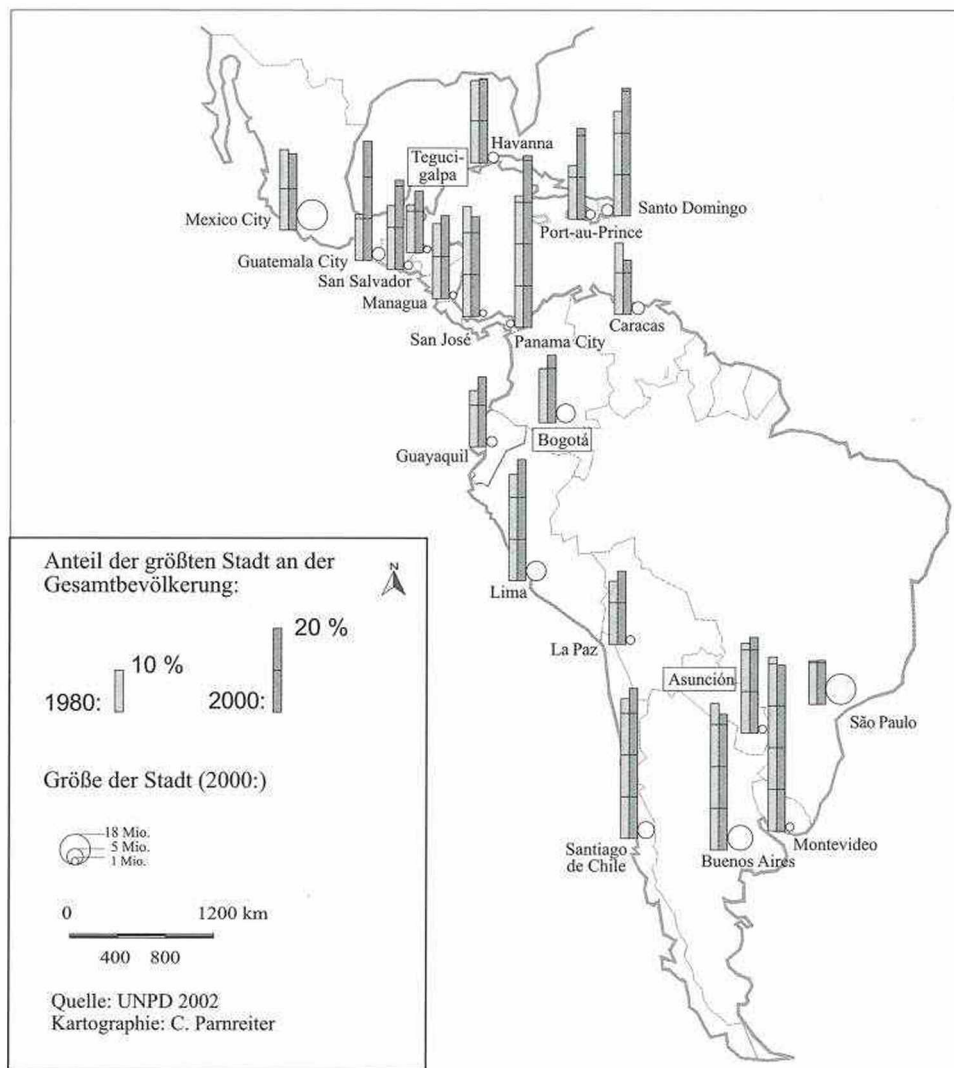 Havanna
Teguci-
galpa
Mexico City
Santo Domingo
Port-au-Prince
Guatemala City
San Salvador
Managua
San José
Panama City
Caracas
Guayaquil
Bogotá
Lima
La Paz
Asunción
São Paulo
Santiago
de Chile
Buenos Aires
Montevideo
Anteil der größten Stadt an der
Gesamtbevölkerung:
N
10 %
20 %
1980:
2000:
Größe der Stadt (2000:)
18 Mio.
5 Mio.
1 Mio.
0 1200 km
400 800
Quelle: UNPD 2002
Kartographie: C. Parnreiter